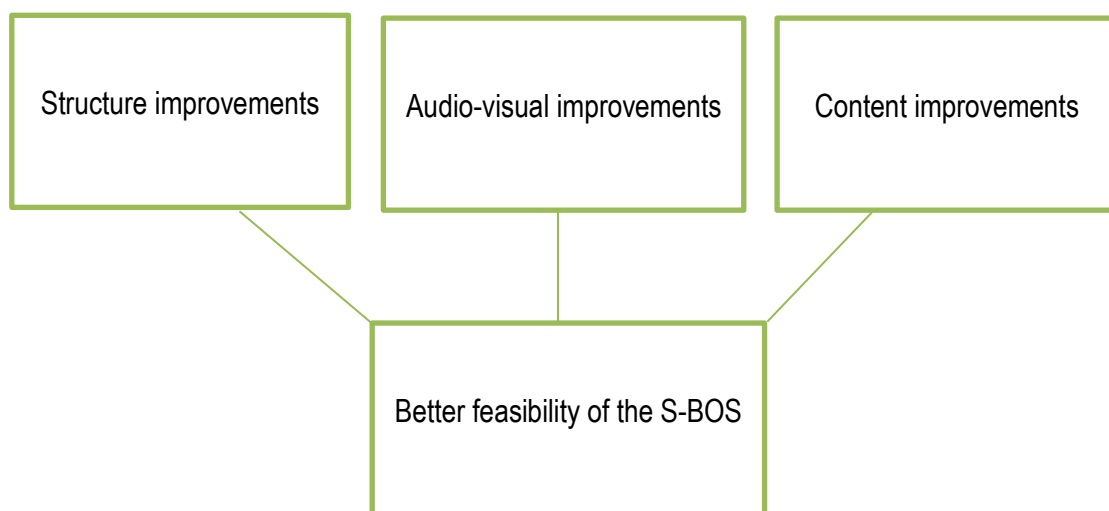 Structure improvements
Audio-visual improvements
Content improvements
Better feasibility of the S-BOS